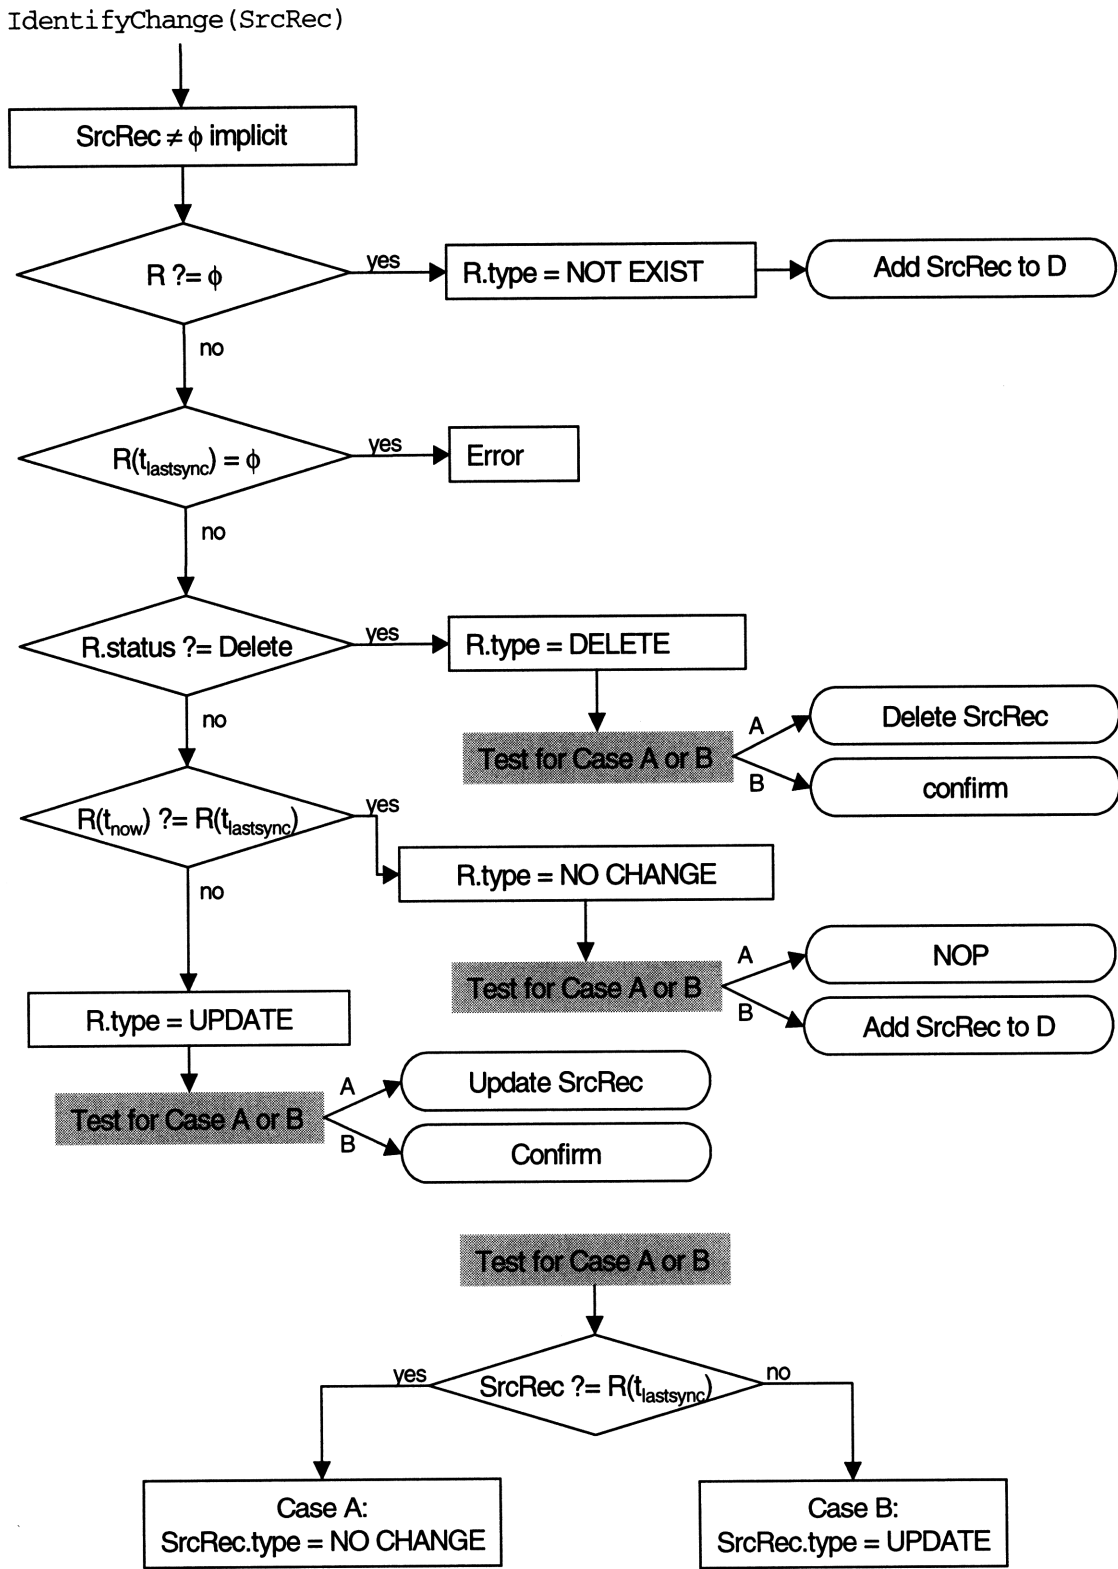 IdentifyChange(SrcRec)
SrcRec ≠ ϕ implicit
R ?= ϕ
yes
R.type = NOT EXIST
Add SrcRec to D
no
R(tlastsync) = ϕ
yes
Error
no
R.status ?= Delete
yes
R.type = DELETE
no
Test for Case A or B
A
Delete SrcRec
B
confirm
R(tnow) ?= R(tlastsync)
yes
R.type = NO CHANGE
no
Test for Case A or B
A
NOP
B
Add SrcRec to D
R.type = UPDATE
Test for Case A or B
A
Update SrcRec
B
Confirm
Test for Case A or B
SrcRec ?= R(tlastsync)
yes
no
Case A:
SrcRec.type = NO CHANGE
Case B:
SrcRec.type = UPDATE